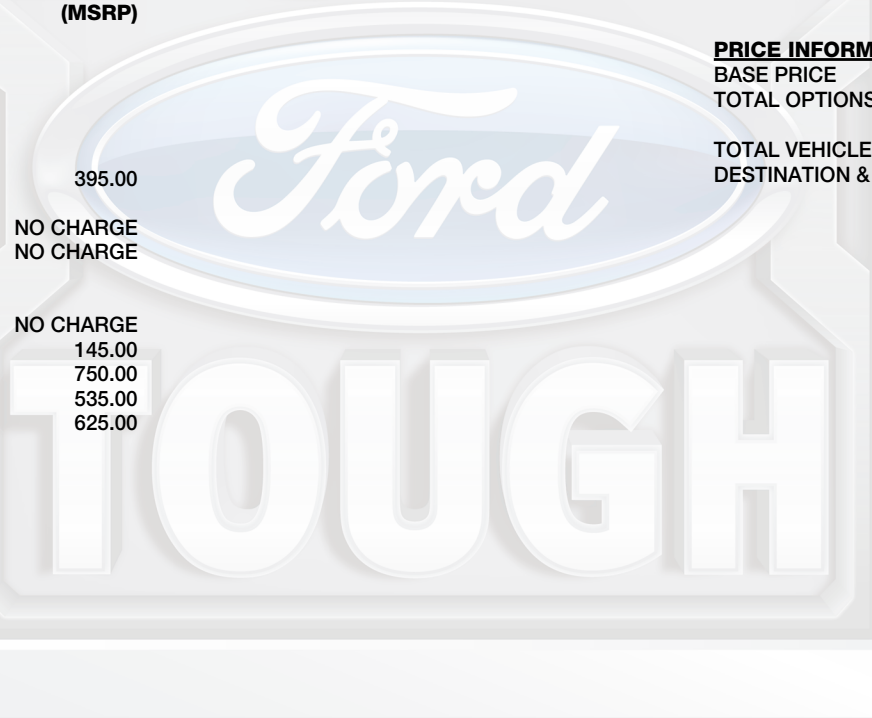 (MSRP)
395.00
NO CHARGE
NO CHARGE
NO CHARGE
145.00
750.00
535.00
625.00
PRICE INFORM
BASE PRICE
TOTAL OPTIONS
TOTAL VEHICLE
DESTINATION &
Ford
TOUGH